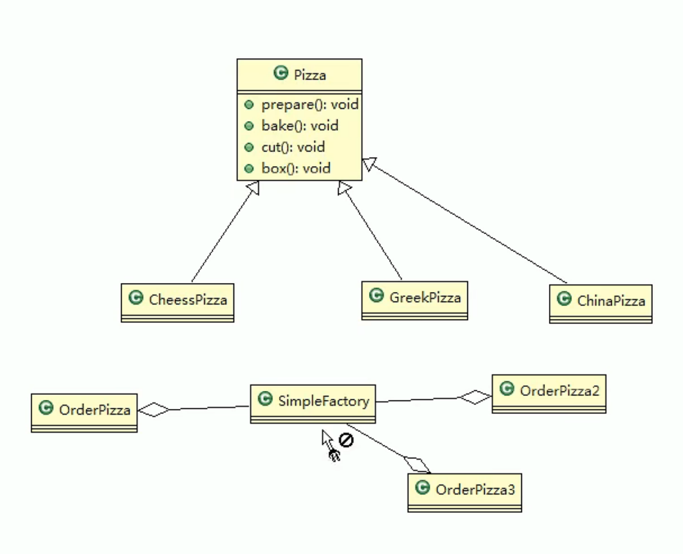 Pizza
prepare(): void
bake(): void
cut(): void
box(): void
CheessPizza
GreekPizza
ChinaPizza
OrderPizza
SimpleFactory
OrderPizza2
OrderPizza3